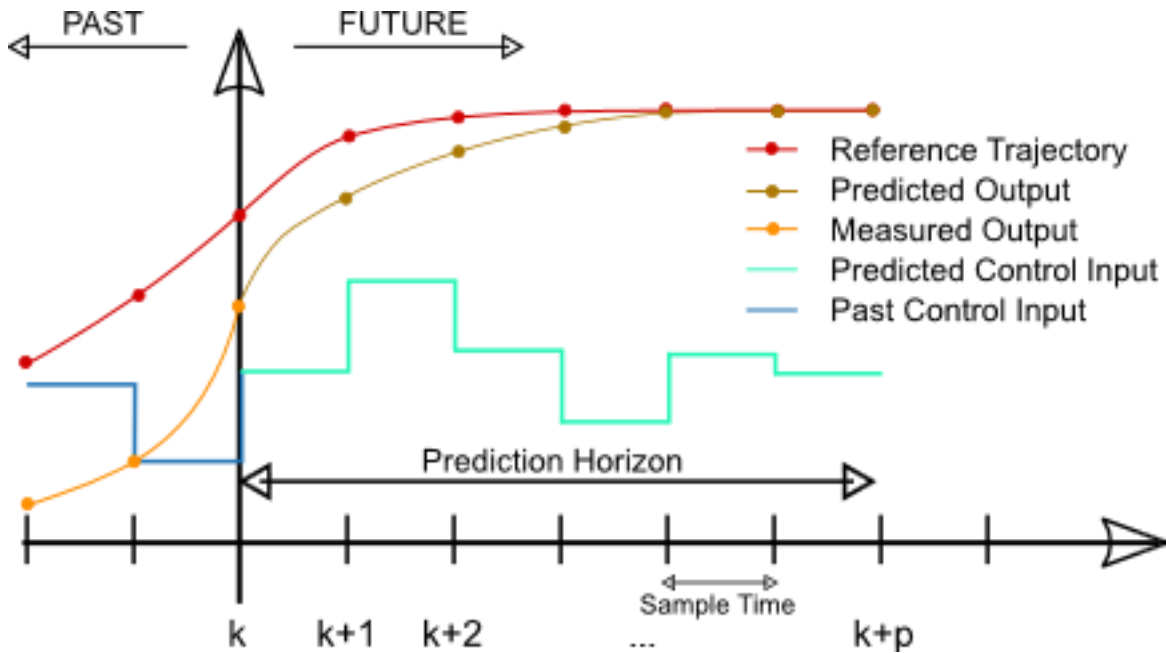 PAST
FUTURE
Reference Trajectory
Predicted Output
Measured Output
Predicted Control Input
Past Control Input
Prediction Horizon
Sample Time
k
k+1
k+2
...
k+p